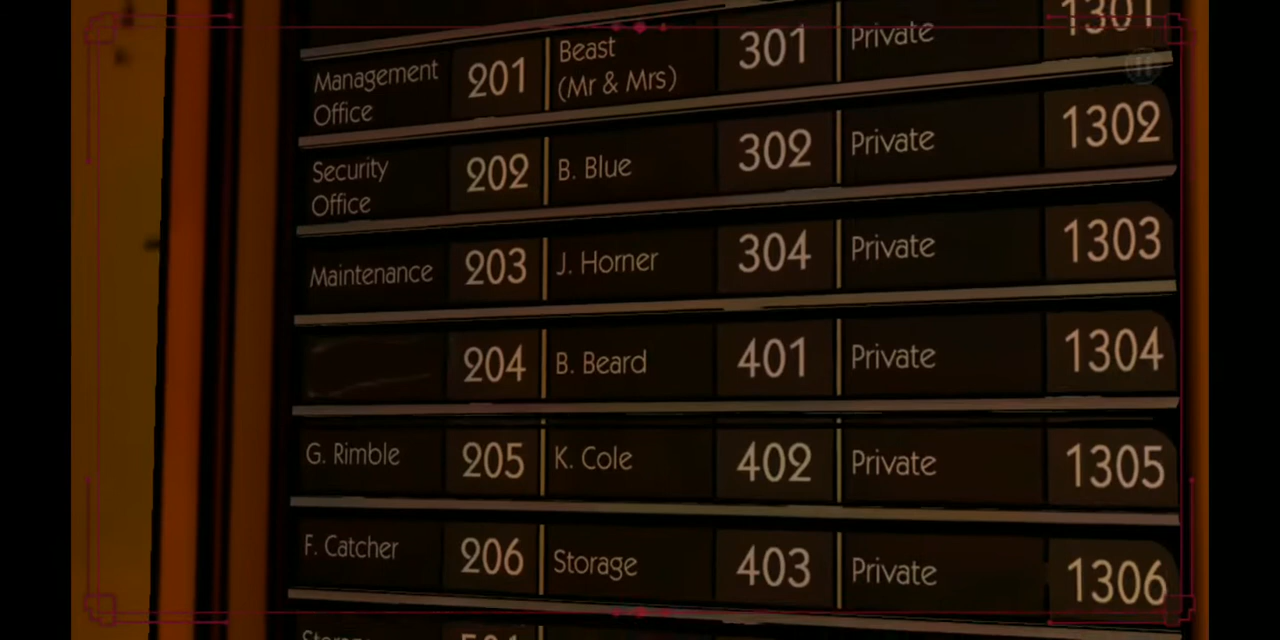 Management
Office
201
Beast
(Mr & Mrs)
301
Private
1301
Security
Office
202
B. Blue
302
Private
1302
Maintenance
203
J. Horner
304
Private
1303
204
B. Beard
401
Private
1304
G. Rimble
205
K. Cole
402
Private
1305
F. Catcher
206
Storage
403
Private
1306
Storage